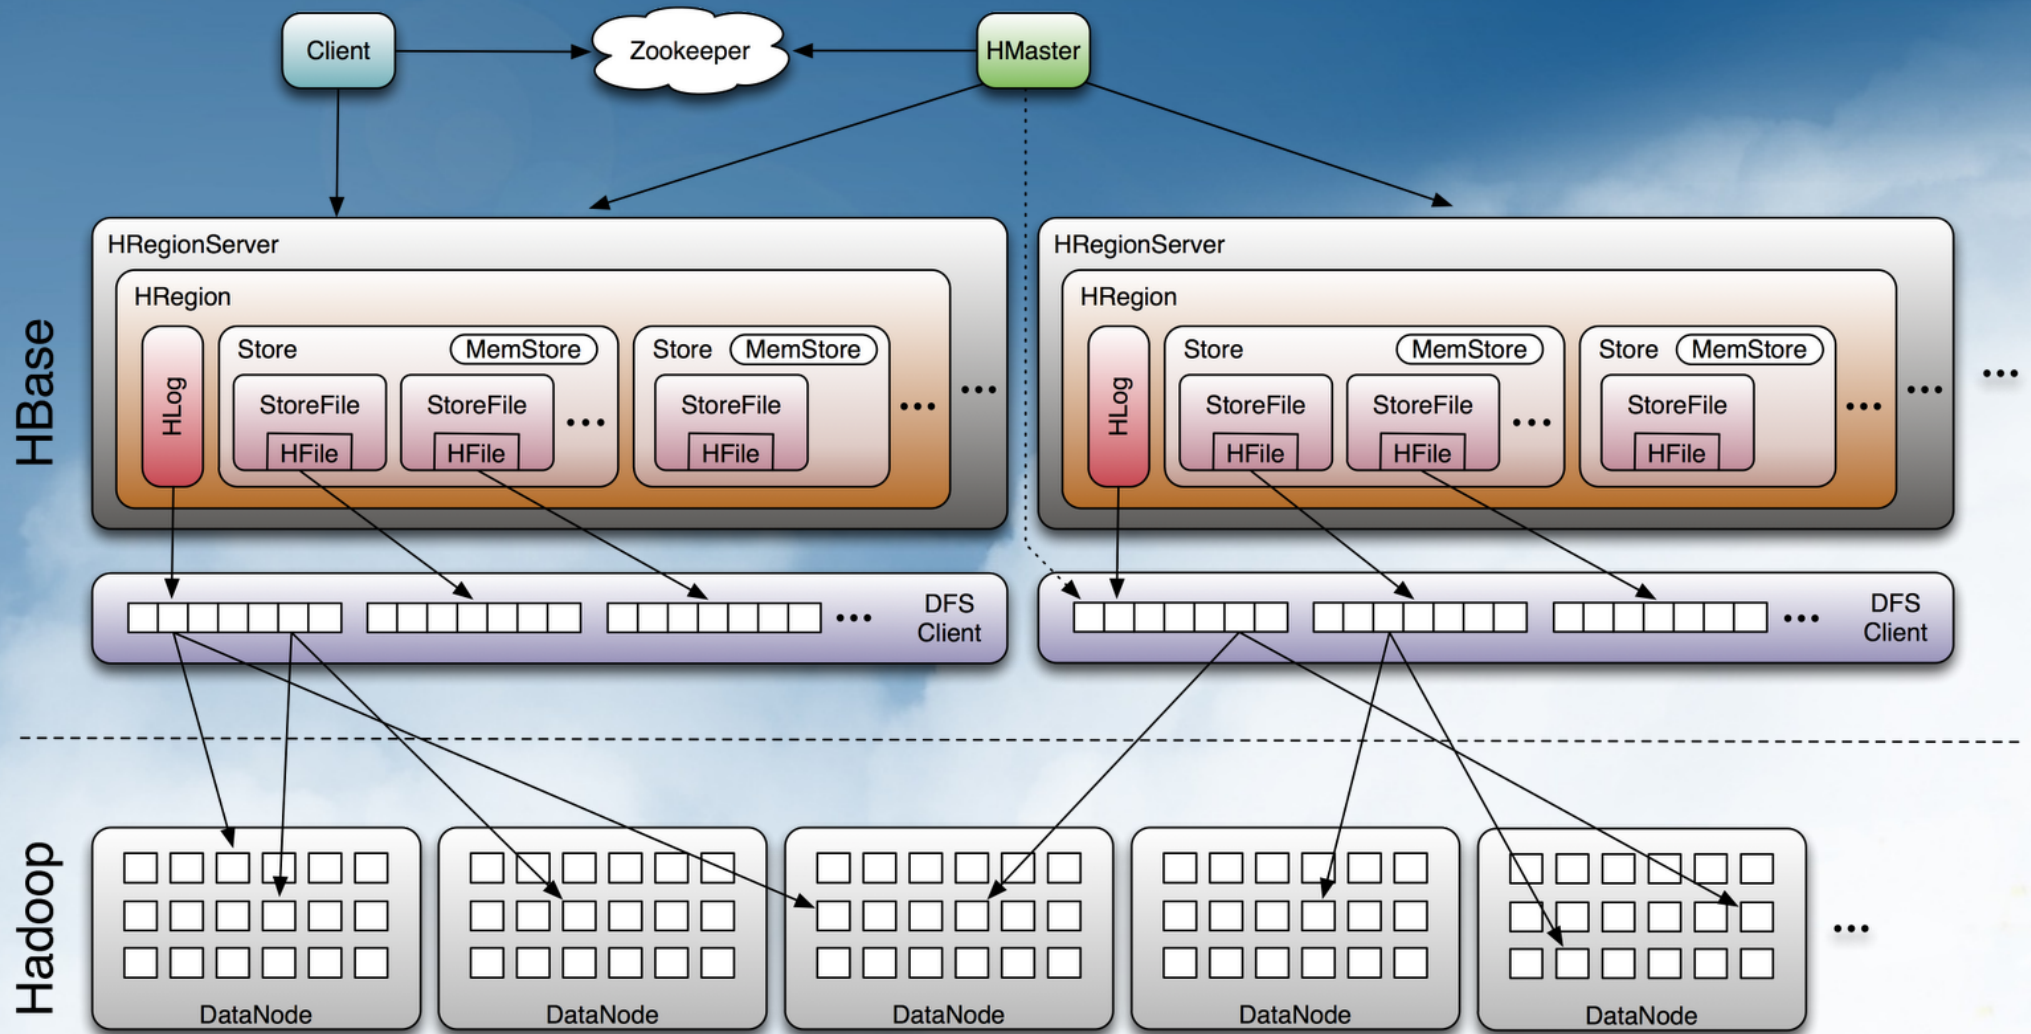 Client
Zookeeper
HMaster
HBase
HRegionServer
HRegion
HLog
Store
MemStore
StoreFile
HFile
StoreFile
HFile
...
Store
MemStore
StoreFile
HFile
...
...
HRegionServer
HRegion
HLog
Store
MemStore
StoreFile
HFile
StoreFile
HFile
...
Store
MemStore
StoreFile
HFile
...
...
...
...
DFS
Client
...
DFS
Client
Hadoop
DataNode
DataNode
DataNode
DataNode
DataNode
...